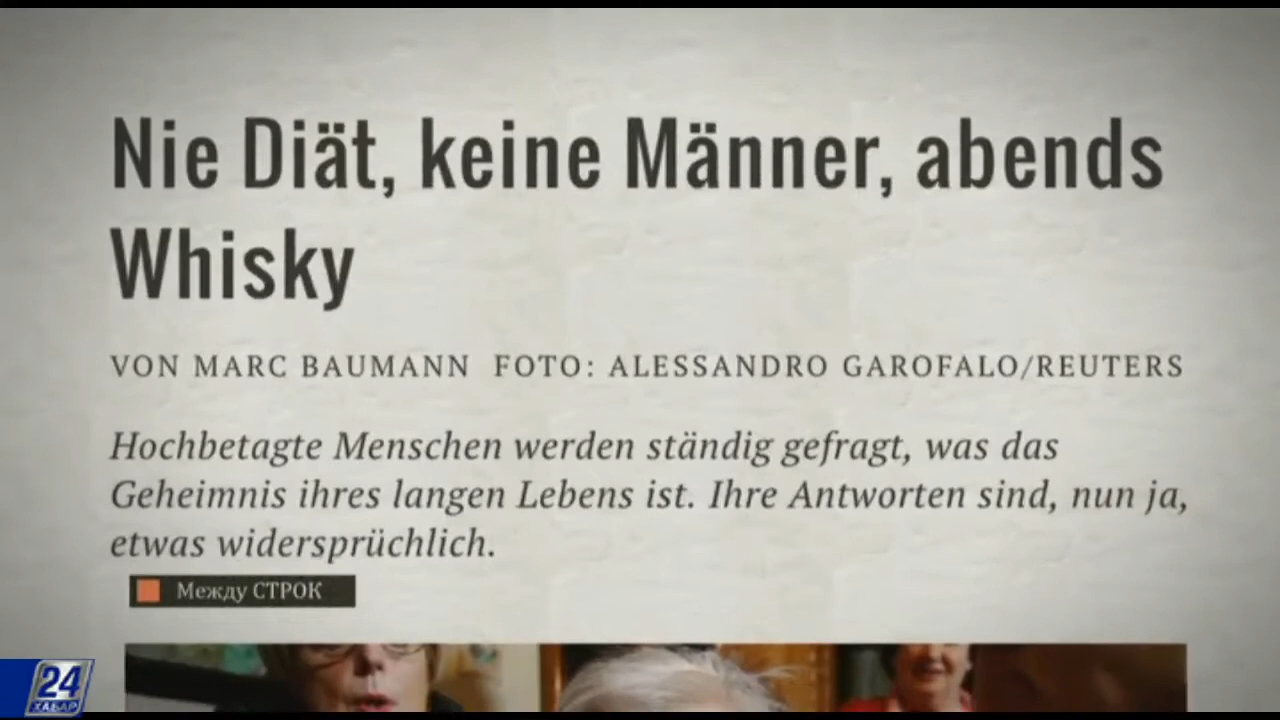 Nie Diät, keine Männer, abends
Whisky
VON MARC BAUMANN FOTO: ALESSANDRO GAROFALO/REUTERS
Hochbetagte Menschen werden ständig gefragt, was das
Geheimnis ihres langen Lebens ist. Ihre Antworten sind, nun ja,
etwas widersprüchlich.
Между СТРОК
24
ХАБАР